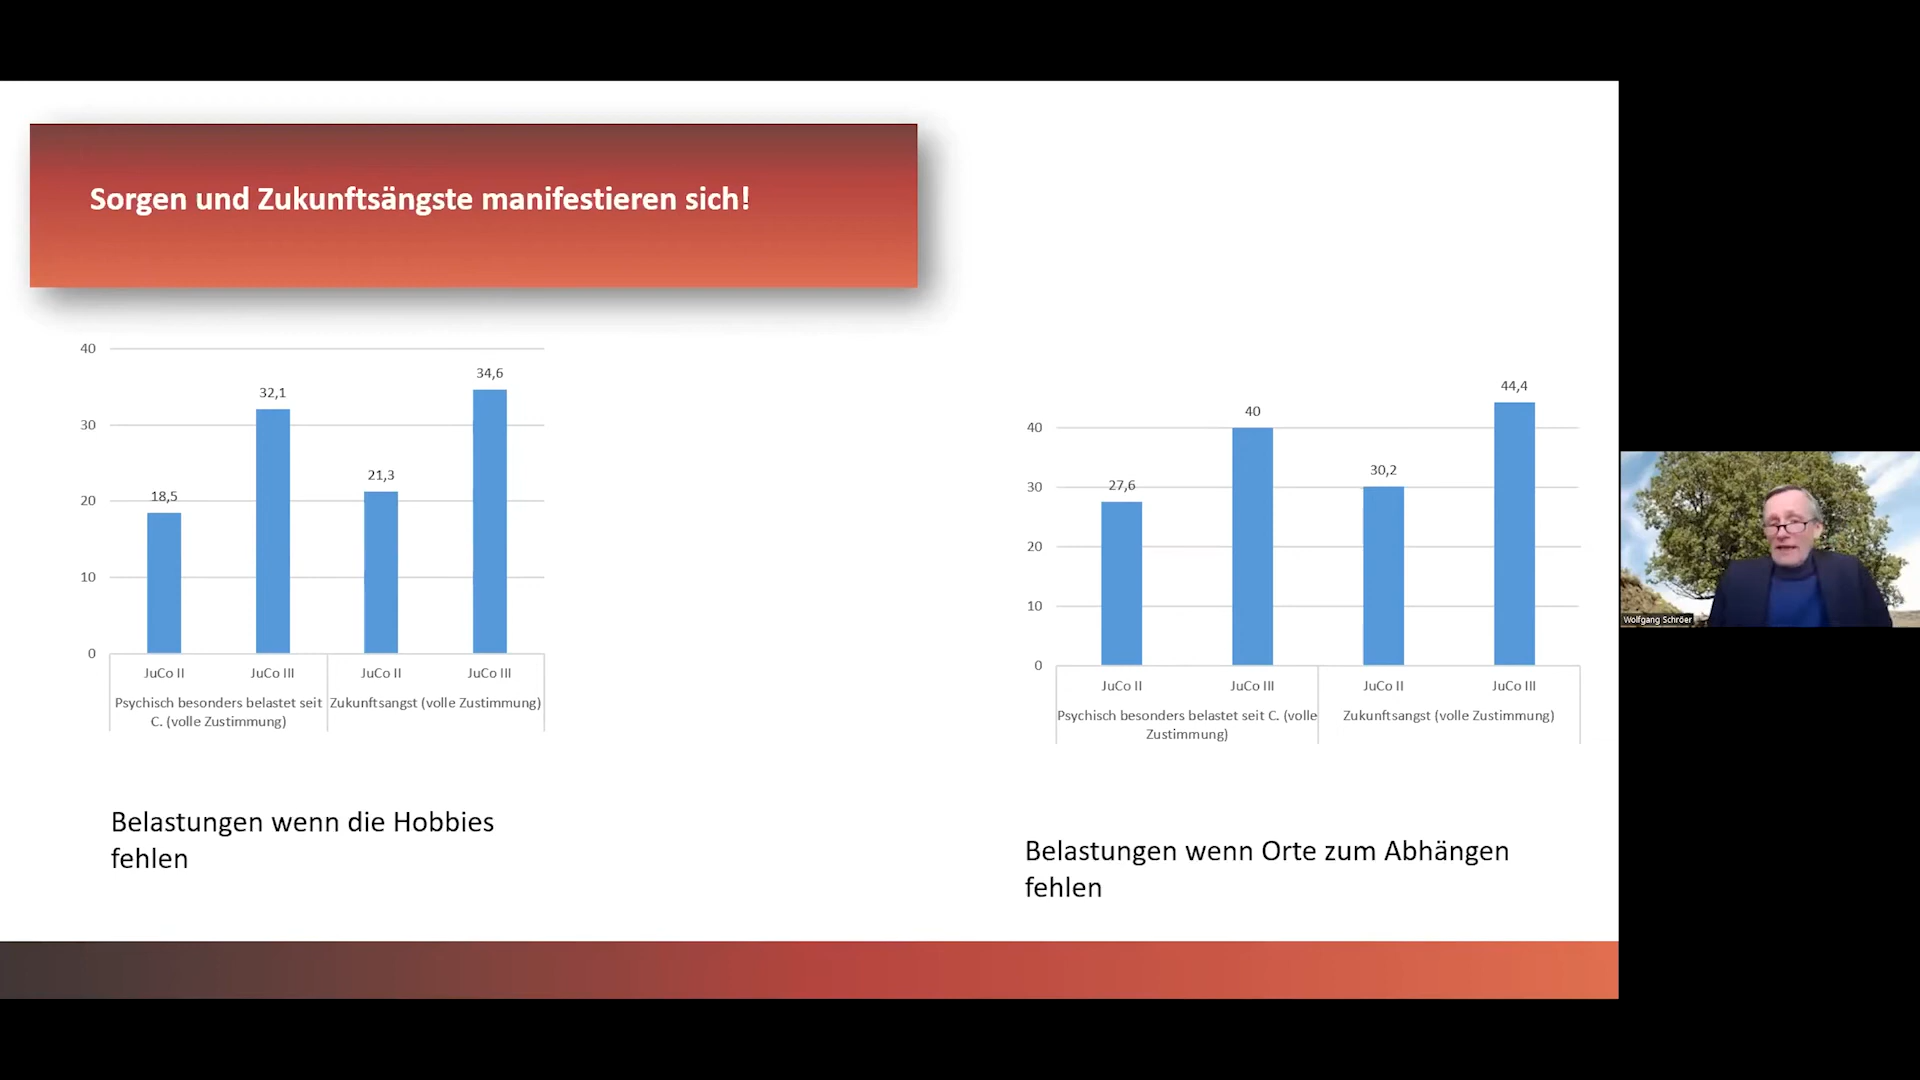 Sorgen und Zukunftsängste manifestieren sich!
40
30
20
10
0
18,5
32,1
21,3
34,6
JuCo II
JuCo III
JuCo II
JuCo III
Psychisch besonders belastet seit
C. (volle Zustimmung)
Zukunftsangst (volle Zustimmung)
Belastungen wenn die Hobbies
fehlen
40
30
20
10
0
27,6
40
30,2
44,4
JuCo II
JuCo III
JuCo II
JuCo III
Psychisch besonders belastet seit C. (volle
Zustimmung)
Zukunftsangst (volle Zustimmung)
Belastungen wenn Orte zum Abhängen
fehlen
Wolfgang Schröer